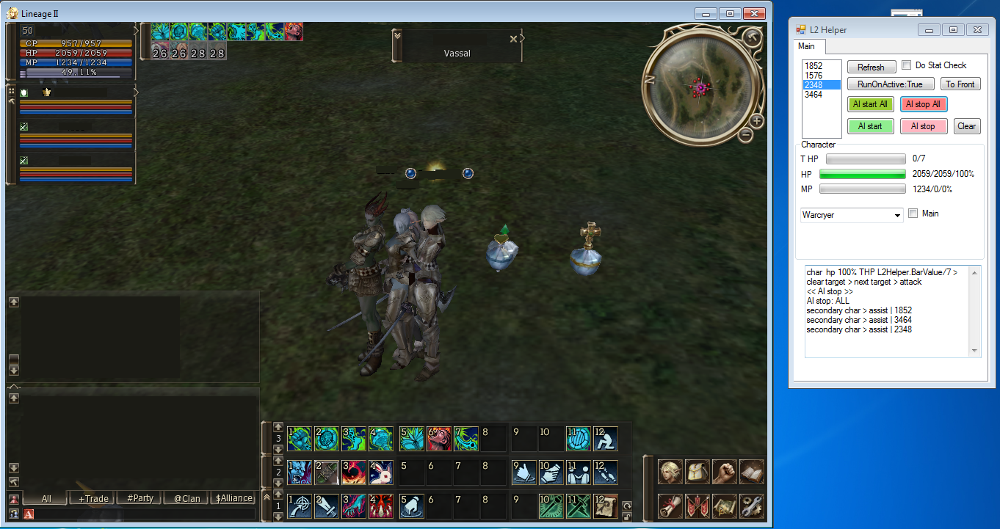 Lineage II
50
CP 957/957
HP 2059/2059
MP 1234/1234
49.11%
26 26 28 28
Vassal
N
All
+Trade
#Party
@Clan
$Alliance
A
3
1 2 3 4 5 6 7 8 9 10 11 12
2
1 2 3 4 5 6 7 8 9 10 11 12
1
1 2 3 4 5 6 7 8 9 10 11 12
L2 Helper
Main
1852
1576
2348
3464
Refresh
Do Stat Check
RunOnActive:True
To Front
AI start All
AI stop All
AI start
AI stop
Clear
Character
T HP
0/7
HP
2059/2059/100%
MP
1234/0/0%
Warcryer
Main
char hp 100% THP L2Helper.BarValue/7 >
clear target > next target > attack
<< AI stop >>
AI stop: ALL
secondary char > assist | 1852
secondary char > assist | 3464
secondary char > assist | 2348